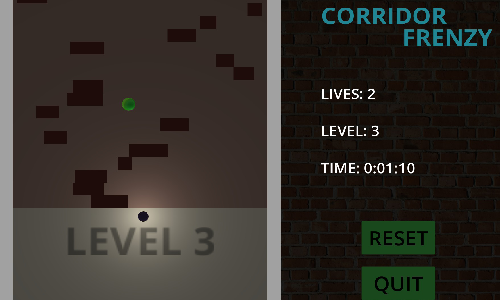 CORRIDOR
FRENZY
LIVES: 2
LEVEL: 3
TIME: 0:01:10
LEVEL 3
RESET
QUIT